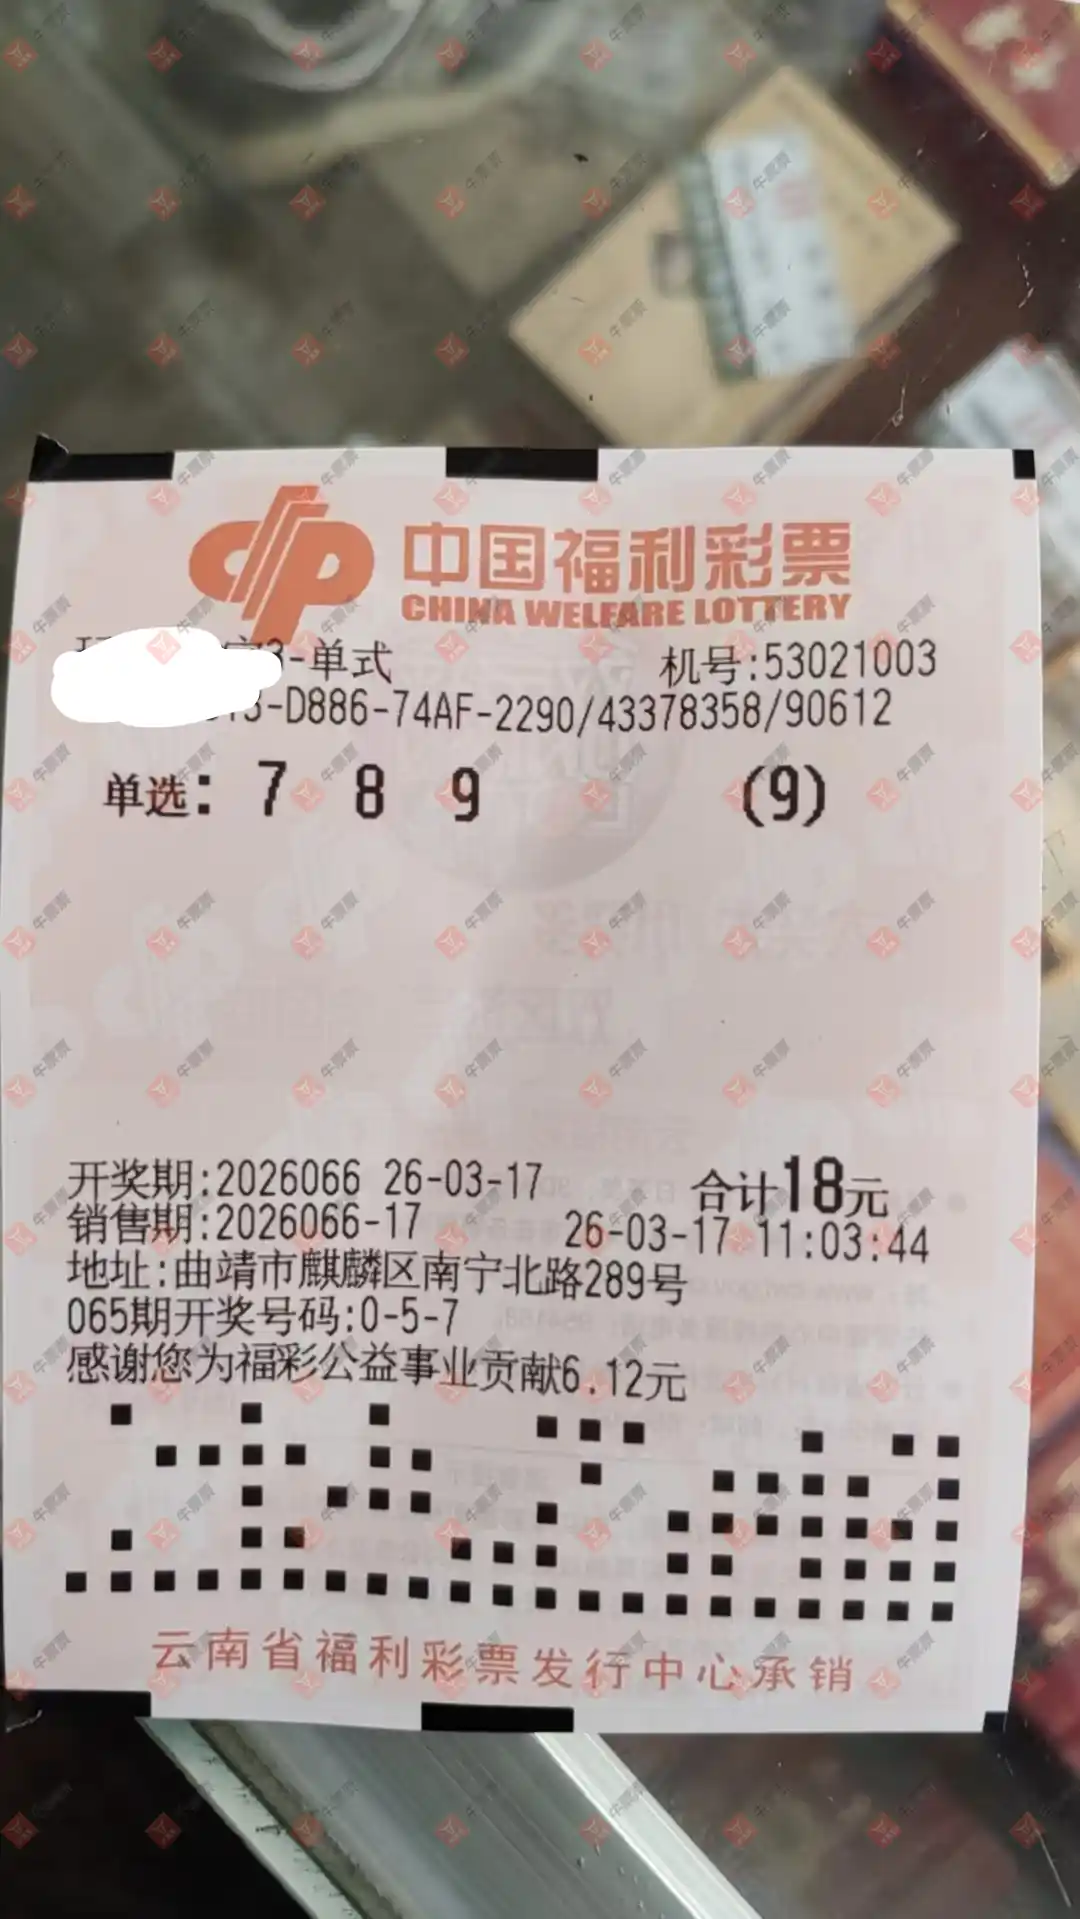 中国福利彩票
CHINA WELFARE LOTTERY
3-单式 机号:53021003
3-D886-74AF-2290/43378358/90612
单选: 7 8 9 (9)
开奖期:2026066 26-03-17 合计18元
销售期:2026066-17 26-03-17 11:03:44
地址:曲靖市麒麟区南宁北路289号
065期开奖号码:0-5-7
感谢您为福彩公益事业贡献6.12元
云南省福利彩票发行中心承销
牛票票